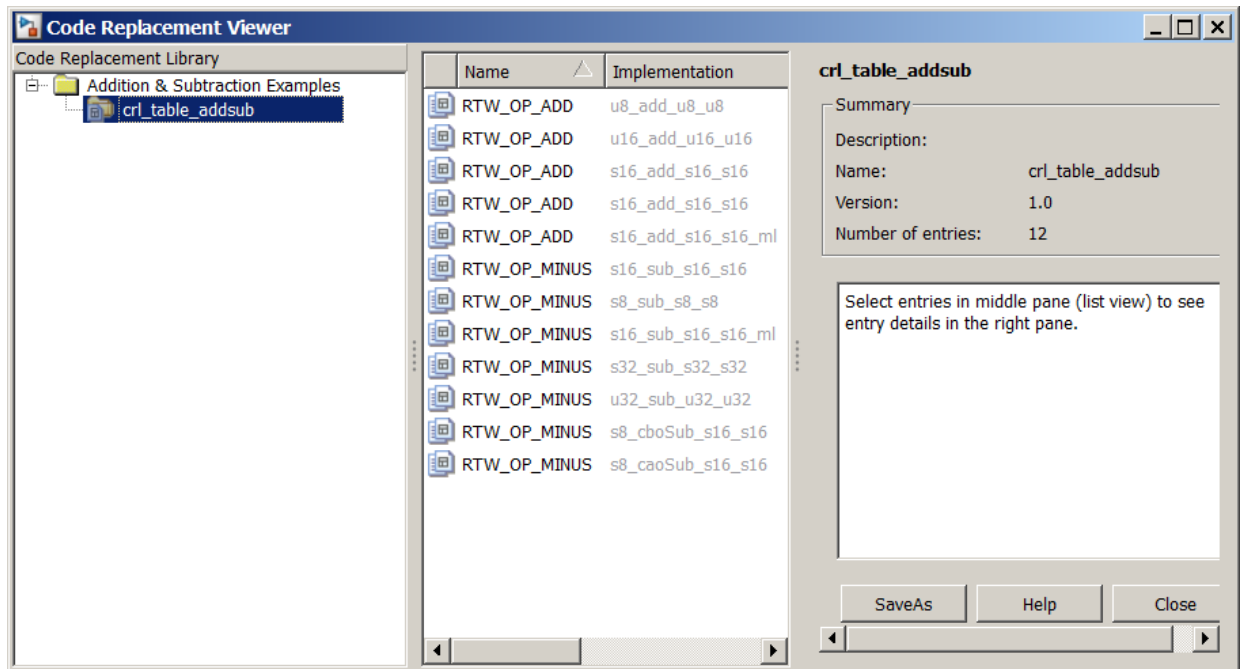 Code Replacement Viewer
Code Replacement Library
Addition & Subtraction Examples
crl_table_addsub
Name Implementation
RTW_OP_ADD u8_add_u8_u8
RTW_OP_ADD u16_add_u16_u16
RTW_OP_ADD s16_add_s16_s16
RTW_OP_ADD s16_add_s16_s16
RTW_OP_ADD s16_add_s16_s16_ml
RTW_OP_MINUS s16_sub_s16_s16
RTW_OP_MINUS s8_sub_s8_s8
RTW_OP_MINUS s16_sub_s16_s16_ml
RTW_OP_MINUS s32_sub_s32_s32
RTW_OP_MINUS u32_sub_u32_u32
RTW_OP_MINUS s8_cboSub_s16_s16
RTW_OP_MINUS s8_caoSub_s16_s16
crl_table_addsub
Summary
Description:
Name: crl_table_addsub
Version: 1.0
Number of entries: 12
Select entries in middle pane (list view) to see
entry details in the right pane.
SaveAs Help Close